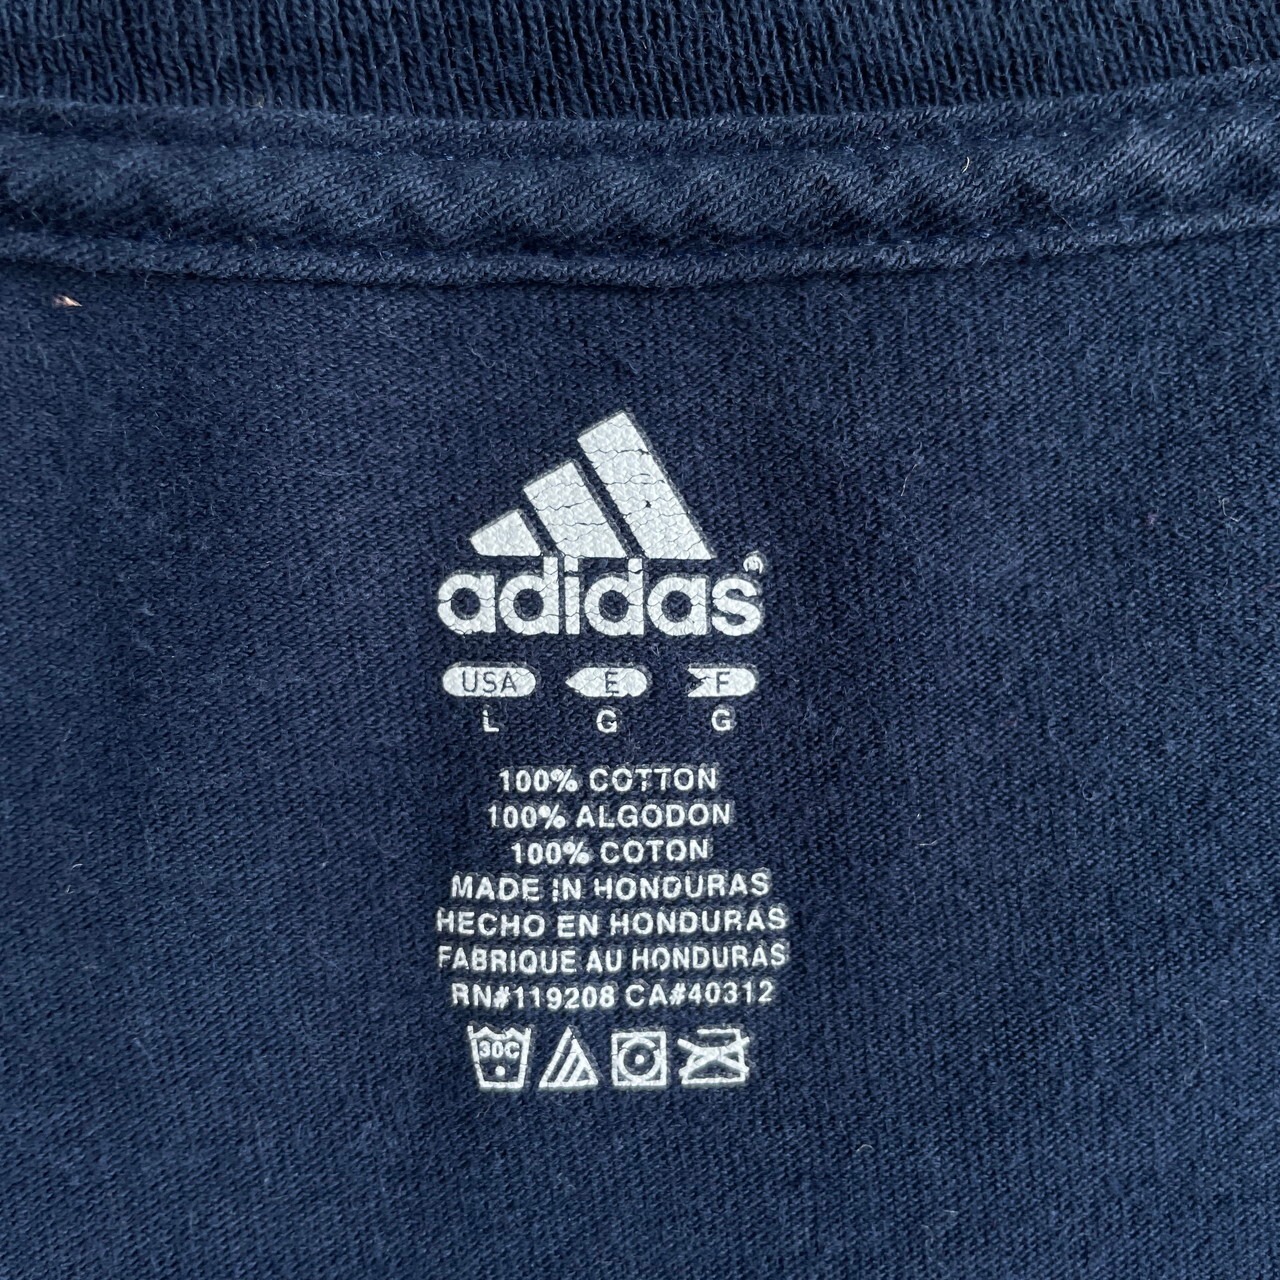 adidas®
USA E F
L G G
100% COTTON
100% ALGODON
100% COTON
MADE IN HONDURAS
HECHO EN HONDURAS
FABRIQUE AU HONDURAS
RN#119208 CA#40312
30C